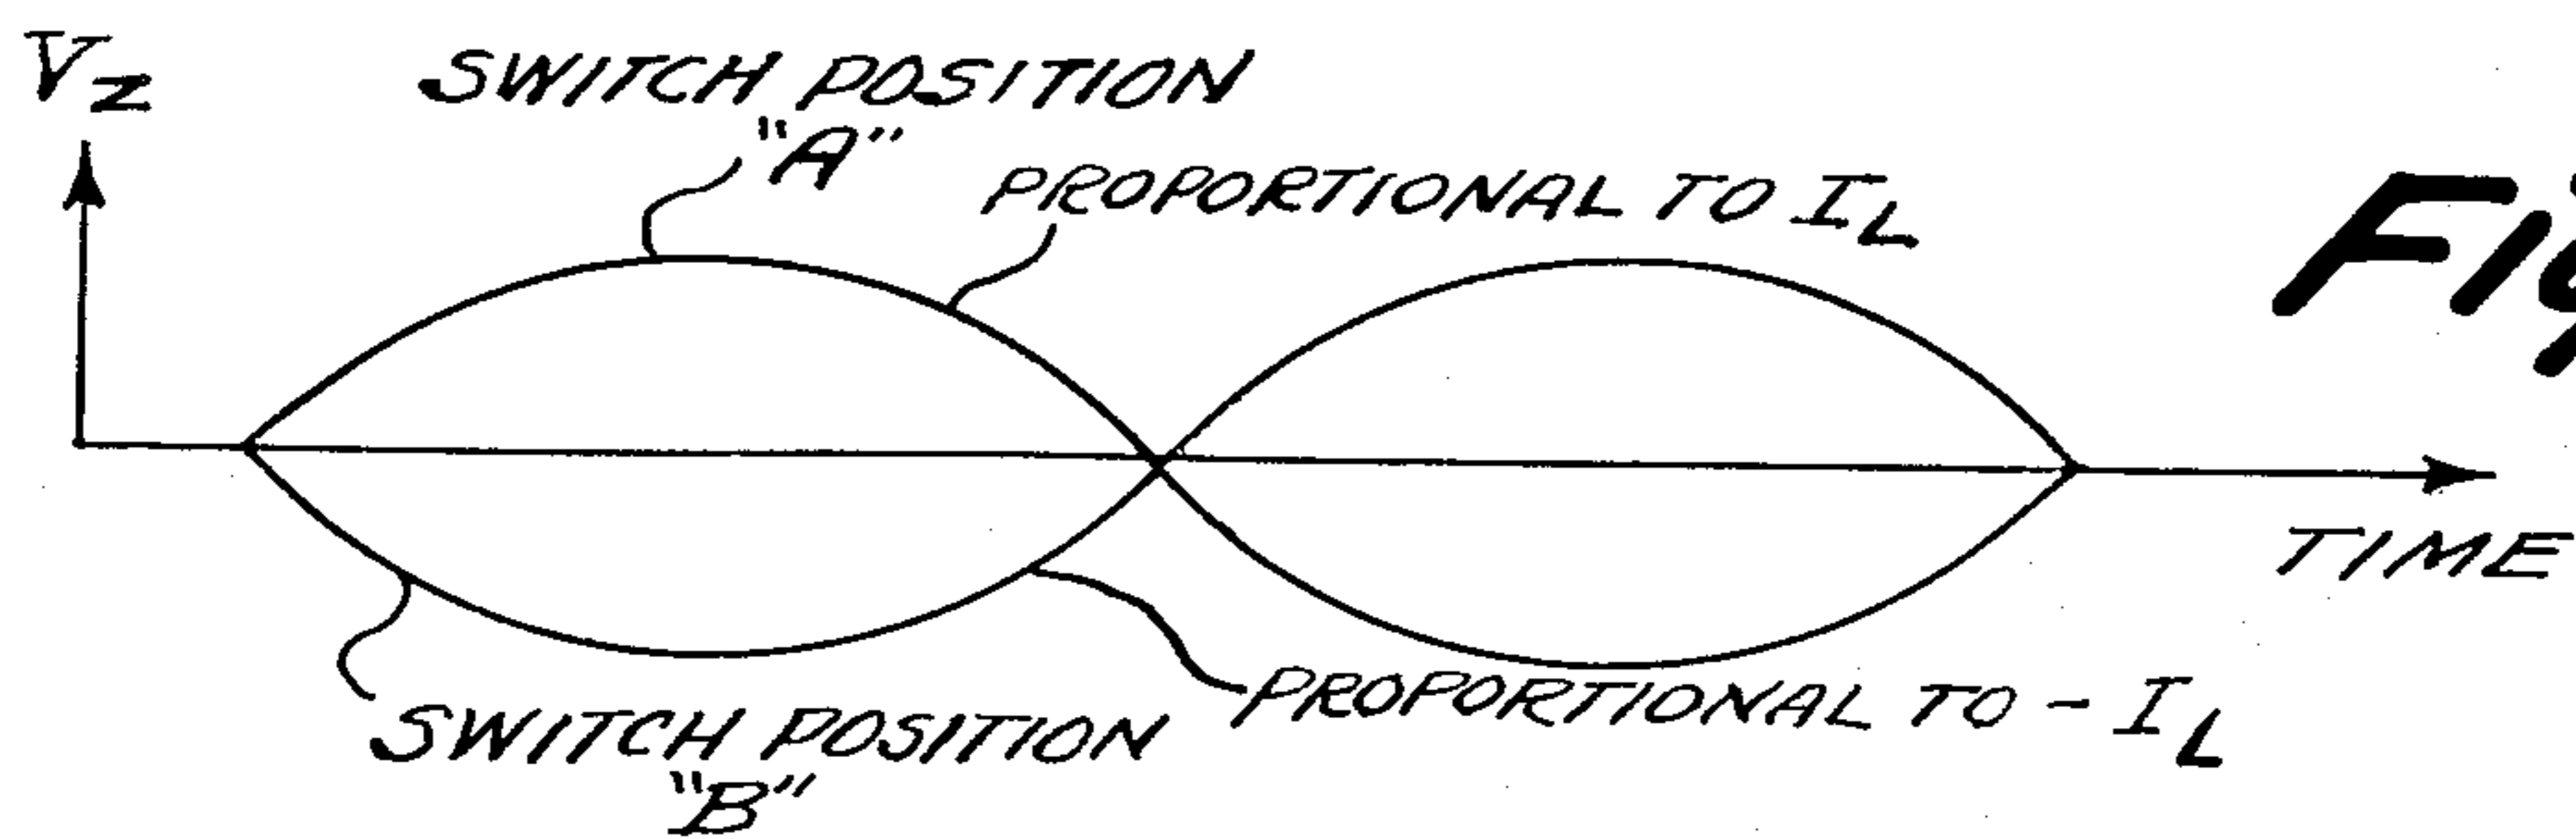 Vz
SWITCH POSITION
"A"
PROPORTIONAL TO IL
TIME
PROPORTIONAL TO - IL
SWITCH POSITION
"B"